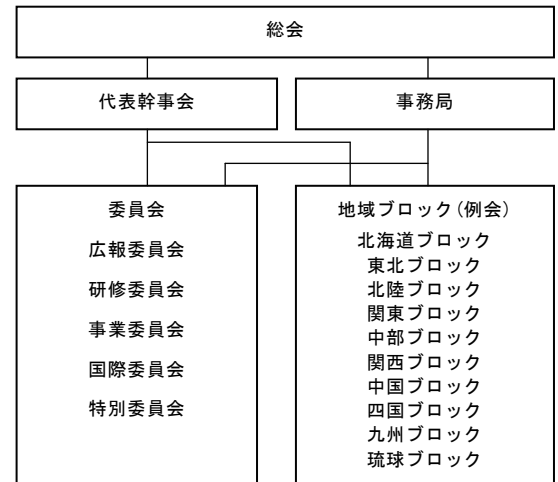 総会
代表幹事会
事務局
委員会
広報委員会
研修委員会
事業委員会
国際委員会
特別委員会
地域ブロック(例会)
北海道ブロック
東北ブロック
北陸ブロック
関東ブロック
中部ブロック
関西ブロック
中国ブロック
四国ブロック
九州ブロック
琉球ブロック